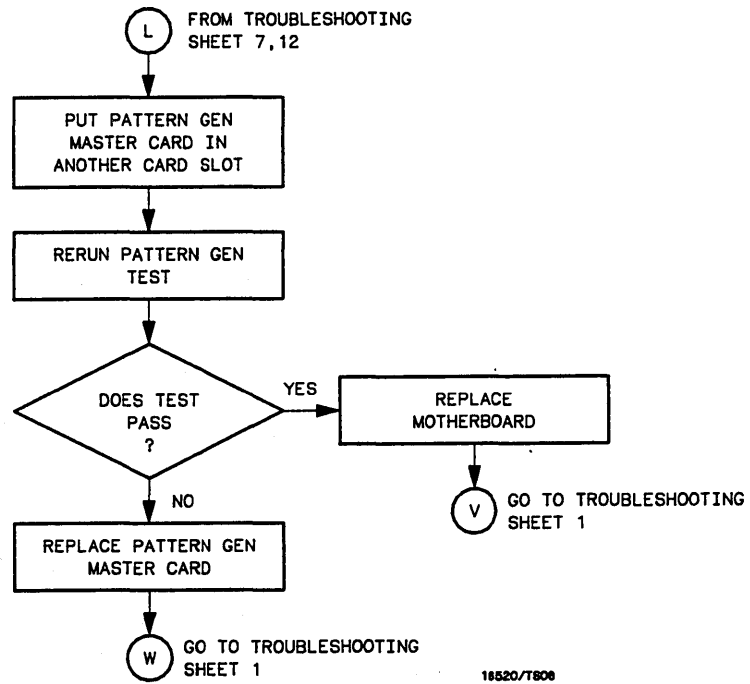 L
FROM TROUBLESHOOTING
SHEET 7,12
PUT PATTERN GEN
MASTER CARD IN
ANOTHER CARD SLOT
RERUN PATTERN GEN
TEST
DOES TEST
PASS
?
YES
REPLACE
MOTHERBOARD
V
GO TO TROUBLESHOOTING
SHEET 1
NO
REPLACE PATTERN GEN
MASTER CARD
W
GO TO TROUBLESHOOTING
SHEET 1
16520/TS06